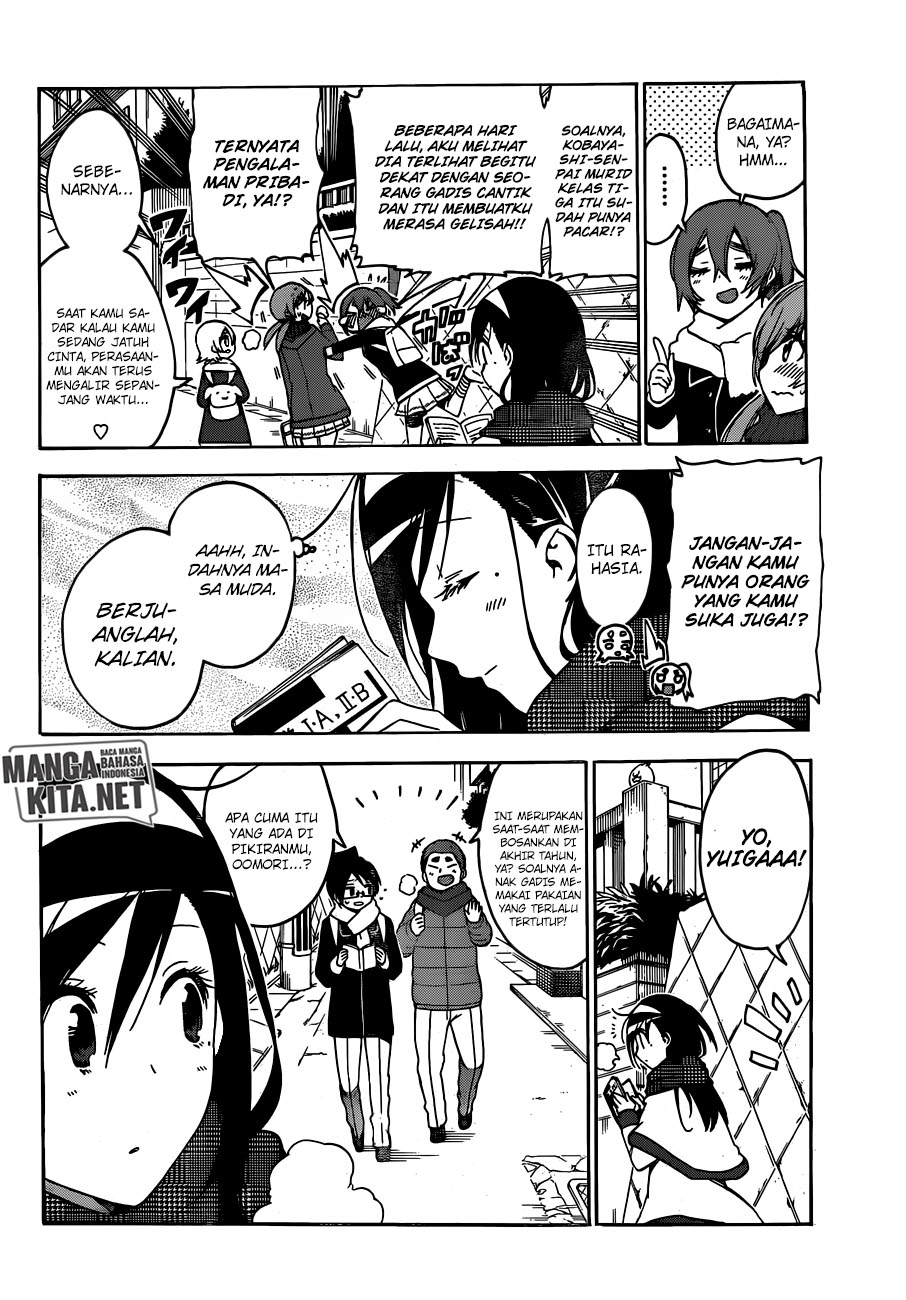 BAGAIMA-
NA, YA?
HMM...
......
SOALNYA,
KOBAYA-
SHI-SEN-
PAI MURID
KELAS TI-
GA ITU SU-
DAH PUNYA
PACAR!?
BEBERAPA HARI
LALU, AKU MELIHAT
DIA TERLIHAT BEGITU
DEKAT DENGAN SEO-
RANG GADIS CANTIK
DAN ITU MEMBUATKU
MERASA GELISAH!!
TERNYATA
PENGALA-
MAN PRIBA-
DI, YA!?
SEBE-
NARNYA...
SAAT KAMU SA-
DAR KALAU KAMU
SEDANG JATUH
CINTA, PERASAAN-
MU AKAN TERUS
MENGALIR SEPAN-
JANG WAKTU...
♡
ワイ
ワイ
JANGAN-JA-
NGAN KAMU
PUNYA ORANG
YANG KAMU
SUKA JUGA!?
ITU RA-
HASIA.
AAHH, IN-
DAHNYA MA-
SA MUDA.
BERJU-
ANGLAH,
KALIAN.
I·A, II·B
YO,
YUIGAAA!
INI MERUPAKAN
SAAT-SAAT MEM-
BOSANKAN DI
AKHIR TAHUN,
YA? SOALNYA A-
NAK GADIS ME-
MAKAI PAKAIAN
YANG TERLALU
TERTUTUP!
APA CUMA ITU
YANG ADA DI
PIKIRANMU,
OOMORI...?
MANGA
KITA.NET
BACA MANGA
BAHASA
INDONESIA